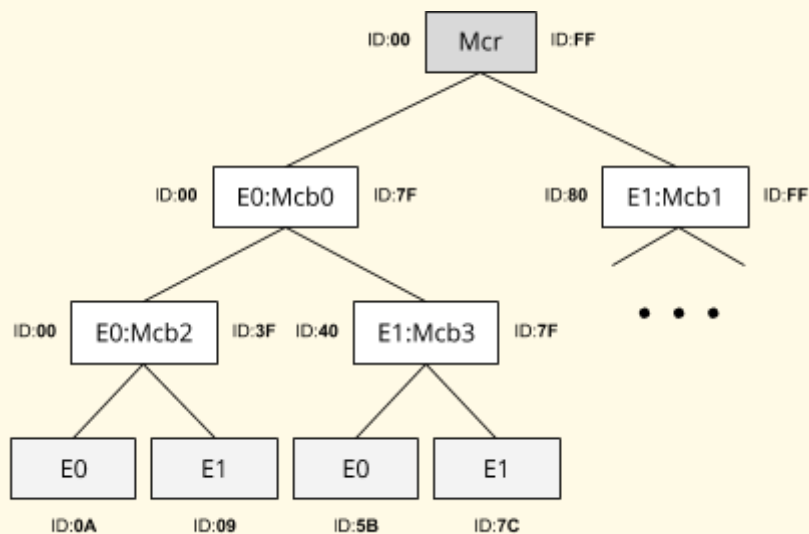 ID:00 Mcr ID:FF
ID:00 E0:Mcb0 ID:7F ID:80 E1:Mcb1 ID:FF
ID:00 E0:Mcb2 ID:3F ID:40 E1:Mcb3 ID:7F
E0 E1 E0 E1
ID:0A ID:09 ID:5B ID:7C